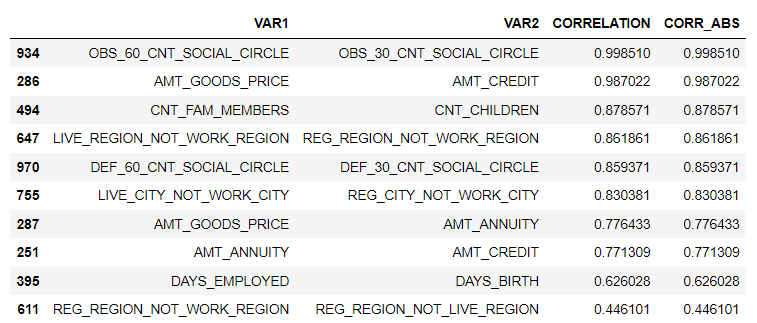 VAR1 VAR2 CORRELATION CORR_ABS
934 OBS_60_CNT_SOCIAL_CIRCLE OBS_30_CNT_SOCIAL_CIRCLE 0.998510 0.998510
286 AMT_GOODS_PRICE AMT_CREDIT 0.987022 0.987022
494 CNT_FAM_MEMBERS CNT_CHILDREN 0.878571 0.878571
647 LIVE_REGION_NOT_WORK_REGION REG_REGION_NOT_WORK_REGION 0.861861 0.861861
970 DEF_60_CNT_SOCIAL_CIRCLE DEF_30_CNT_SOCIAL_CIRCLE 0.859371 0.859371
755 LIVE_CITY_NOT_WORK_CITY REG_CITY_NOT_WORK_CITY 0.830381 0.830381
287 AMT_GOODS_PRICE AMT_ANNUITY 0.776433 0.776433
251 AMT_ANNUITY AMT_CREDIT 0.771309 0.771309
395 DAYS_EMPLOYED DAYS_BIRTH 0.626028 0.626028
611 REG_REGION_NOT_WORK_REGION REG_REGION_NOT_LIVE_REGION 0.446101 0.446101